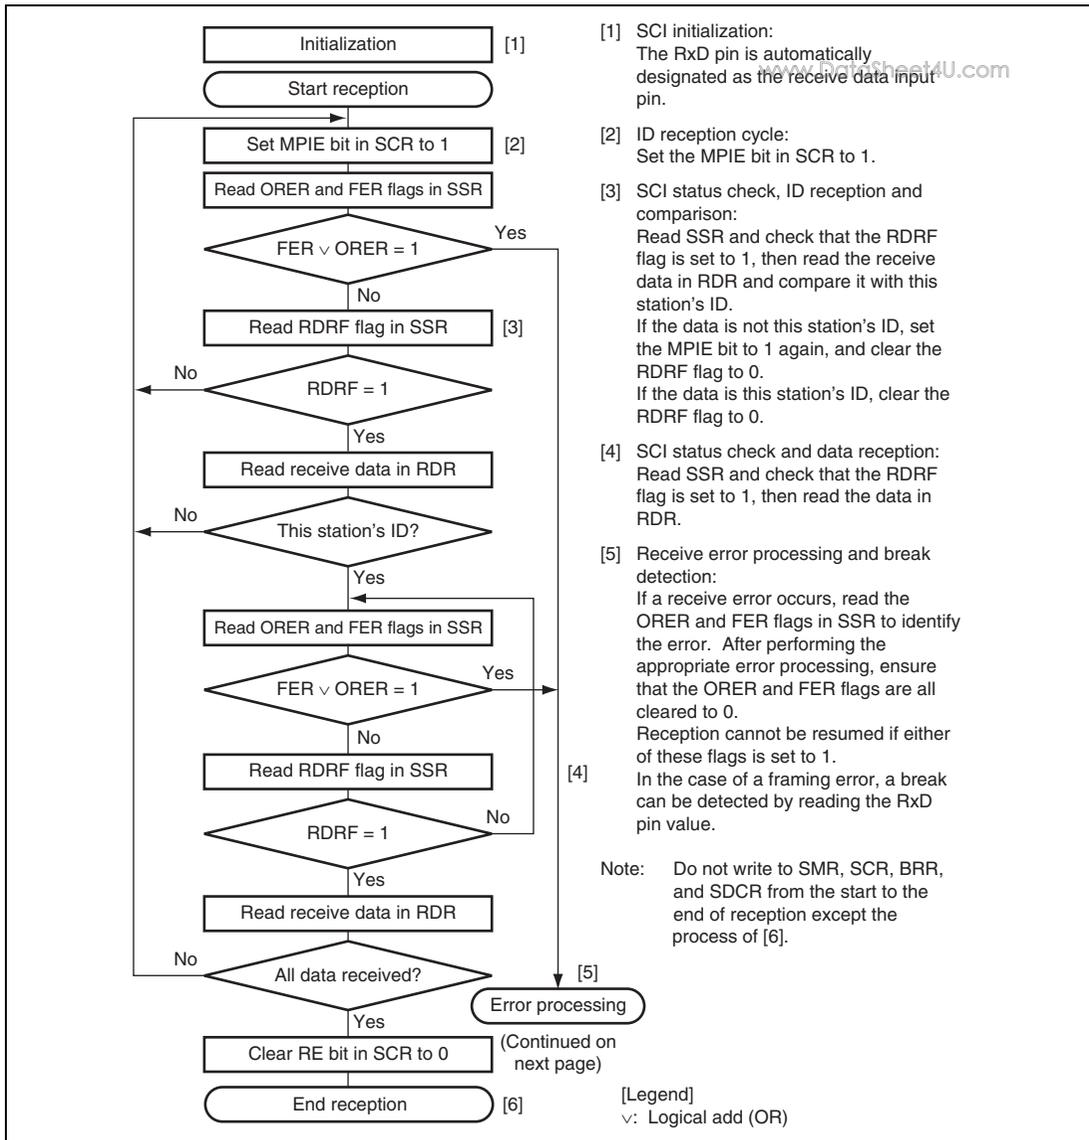 Initialization
[1]
Start reception
Set MPIE bit in SCR to 1
[2]
Read ORER and FER flags in SSR
FER ∨ ORER = 1
Yes
No
Read RDRF flag in SSR
[3]
No
RDRF = 1
Yes
Read receive data in RDR
No
This station's ID?
Yes
Read ORER and FER flags in SSR
FER ∨ ORER = 1
Yes
No
Read RDRF flag in SSR
[4]
RDRF = 1
No
Yes
Read receive data in RDR
No
All data received?
[5]
Error processing
Yes
(Continued on
next page)
Clear RE bit in SCR to 0
End reception
[6]
[1] SCI initialization:
The RxD pin is automatically
designated as the receive data input
pin.
www.DataSheet4U.com
[2] ID reception cycle:
Set the MPIE bit in SCR to 1.
[3] SCI status check, ID reception and
comparison:
Read SSR and check that the RDRF
flag is set to 1, then read the receive
data in RDR and compare it with this
station's ID.
If the data is not this station's ID, set
the MPIE bit to 1 again, and clear the
RDRF flag to 0.
If the data is this station's ID, clear the
RDRF flag to 0.
[4] SCI status check and data reception:
Read SSR and check that the RDRF
flag is set to 1, then read the data in
RDR.
[5] Receive error processing and break
detection:
If a receive error occurs, read the
ORER and FER flags in SSR to identify
the error. After performing the
appropriate error processing, ensure
that the ORER and FER flags are all
cleared to 0.
Reception cannot be resumed if either
of these flags is set to 1.
In the case of a framing error, a break
can be detected by reading the RxD
pin value.
Note: Do not write to SMR, SCR, BRR,
and SDCR from the start to the
end of reception except the
process of [6].
[Legend]
∨: Logical add (OR)